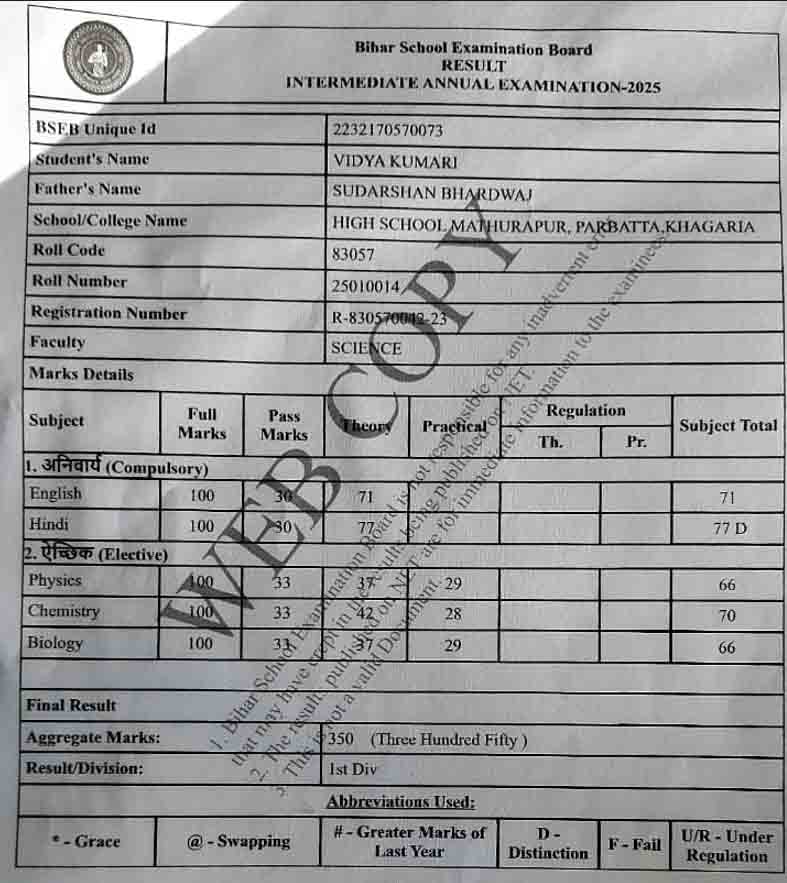 Bihar School Examination Board
RESULT
INTERMEDIATE ANNUAL EXAMINATION-2025
BSEB Unique Id 2232170570073
Student's Name VIDYA KUMARI
Father's Name SUDARSHAN BHARDWAJ
School/College Name HIGH SCHOOL MATHURAPUR, PARBATTA,KHAGARIA
Roll Code 83057
Roll Number 25010014
Registration Number R-830570042-23
Faculty SCIENCE
Marks Details
Subject Full Marks Pass Marks Theory Practical Regulation Th. Pr. Subject Total
1. अनिवार्य (Compulsory)
English 100 30 71 71
Hindi 100 30 77 77 D
2. ऐच्छिक (Elective)
Physics 100 33 37 29 66
Chemistry 100 33 42 28 70
Biology 100 33 37 29 66
Final Result
Aggregate Marks: 350 (Three Hundred Fifty )
Result/Division: 1st Div
Abbreviations Used:
* - Grace @ - Swapping # - Greater Marks of Last Year D - Distinction F - Fail U/R - Under Regulation
WEB COPY
1. Bihar School Examination Board is not responsible for any inadvertent error
that may have crept in the results being published on NET.
2. The results published on NET are for immediate information to the examinees.
3. This is not a valid Document.